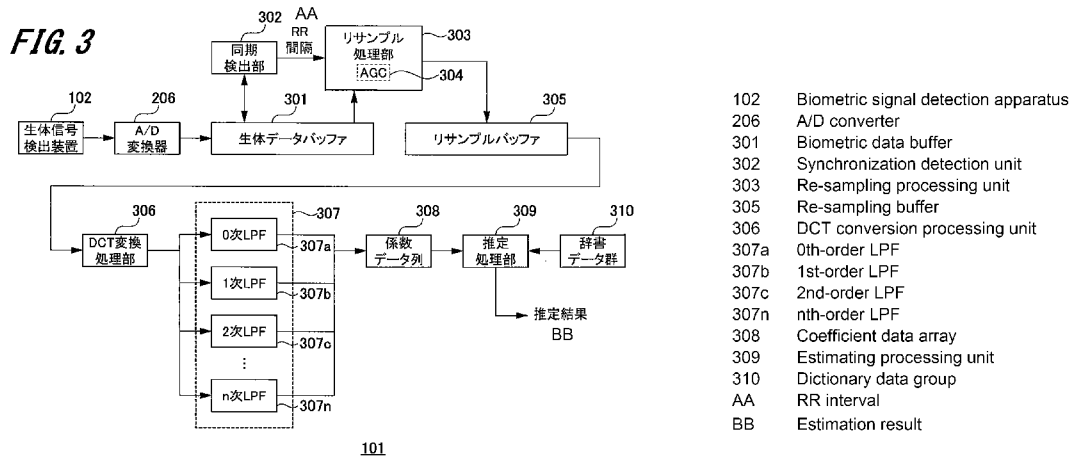 FIG. 3
302
AA
RR
間隔
同期
検出部
リサンプル
処理部
303
AGC
304
102
206
301
305
生体信号
検出装置
A/D
変換器
生体データバッファ
リサンプルバッファ
306
307
308
309
310
DCT変換
処理部
0次LPF
307a
係数
データ列
推定
処理部
辞書
データ群
1次LPF
307b
推定結果
BB
2次LPF
307c
⋮
n次LPF
307n
101
102 Biometric signal detection apparatus
206 A/D converter
301 Biometric data buffer
302 Synchronization detection unit
303 Re-sampling processing unit
305 Re-sampling buffer
306 DCT conversion processing unit
307a 0th-order LPF
307b 1st-order LPF
307c 2nd-order LPF
307n nth-order LPF
308 Coefficient data array
309 Estimating processing unit
310 Dictionary data group
AA RR interval
BB Estimation result